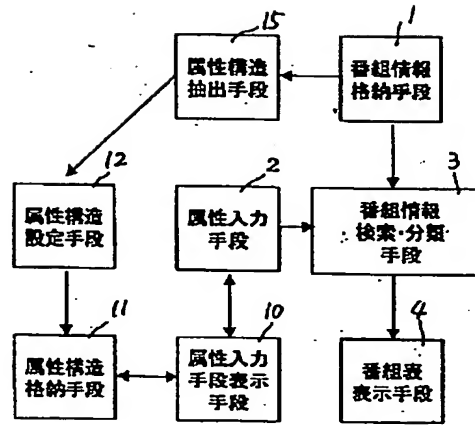 15
属性構造
抽出手段
1
番組情報
格納手段
12
属性構造
設定手段
2
属性入力
手段
3
番組情報
検索・分類
手段
11
属性構造
格納手段
10
属性入力
手段表示
手段
4
番組表
表示手段